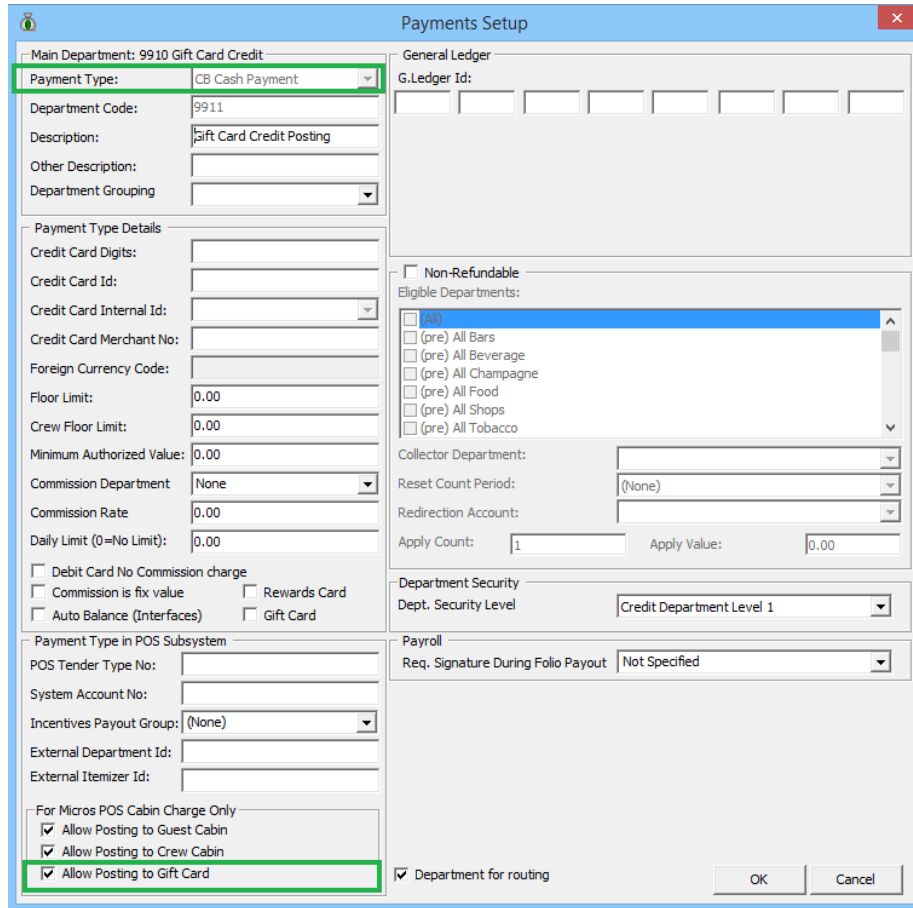 Payments Setup
Main Department: 9910 Gift Card Credit
Payment Type: CB Cash Payment
Department Code: 9911
Description: Gift Card Credit Posting
Other Description:
Department Grouping
Payment Type Details
Credit Card Digits:
Credit Card Id:
Credit Card Internal Id:
Credit Card Merchant No:
Foreign Currency Code:
Floor Limit: 0.00
Crew Floor Limit: 0.00
Minimum Authorized Value: 0.00
Commission Department None
Commission Rate 0.00
Daily Limit (0=No Limit): 0.00
Debit Card No Commission charge
Commission is fix value Rewards Card
Auto Balance (Interfaces) Gift Card
Payment Type in POS Subsystem
POS Tender Type No:
System Account No:
Incentives Payout Group: (None)
External Department Id:
External Itemizer Id:
For Micros POS Cabin Charge Only
Allow Posting to Guest Cabin
Allow Posting to Crew Cabin
Allow Posting to Gift Card
General Ledger
G.Ledger Id:
Non-Refundable
Eligible Departments:
(All)
(pre) All Bars
(pre) All Beverage
(pre) All Champagne
(pre) All Food
(pre) All Shops
(pre) All Tobacco
Collector Department:
Reset Count Period: (None)
Redirection Account:
Apply Count: 1 Apply Value: 0.00
Department Security
Dept. Security Level Credit Department Level 1
Payroll
Req. Signature During Folio Payout Not Specified
Department for routing
OK Cancel